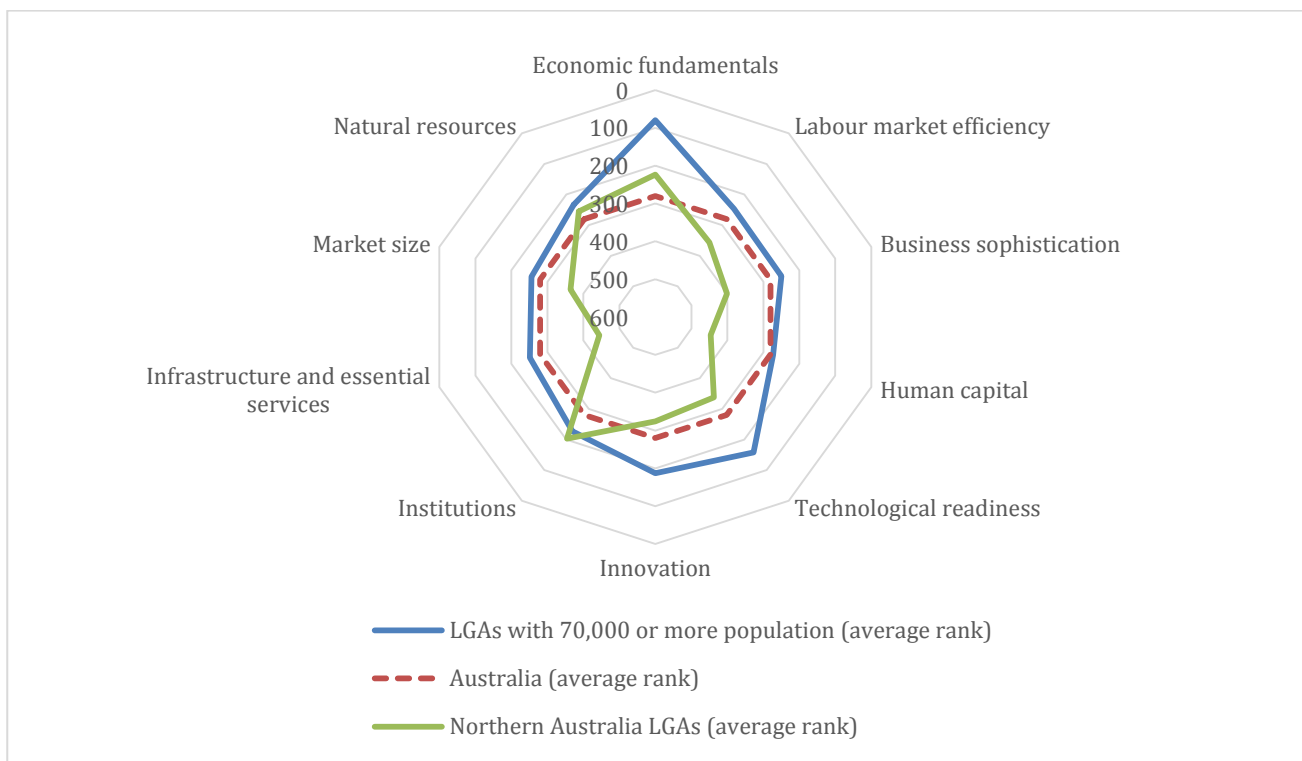 Economic fundamentals
0
100
200
300
400
500
600
Natural resources
Labour market efficiency
Market size
Business sophistication
Infrastructure and essential
services
Human capital
Institutions
Technological readiness
Innovation
LGAs with 70,000 or more population (average rank)
Australia (average rank)
Northern Australia LGAs (average rank)